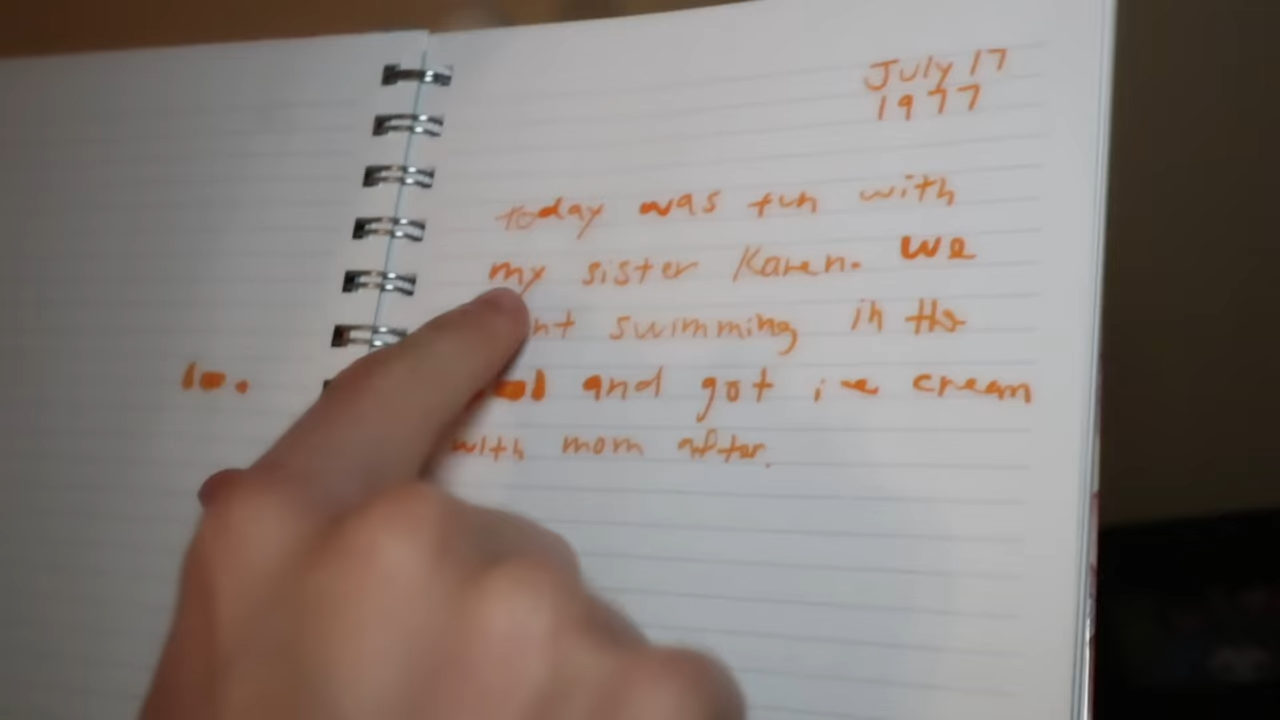 July 17
1977
today was fun with
my sister Karen. we
nt swimming in the
and got ice cream
with mom after.